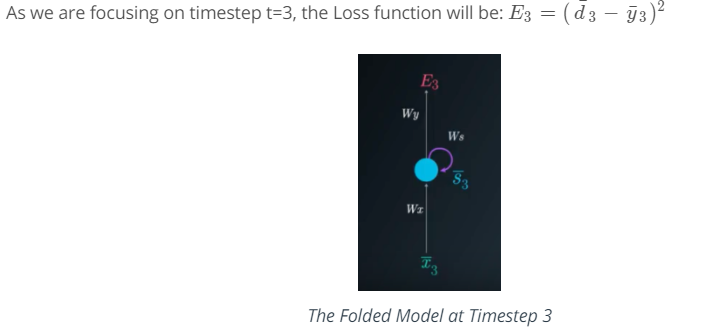 As we are focusing on timestep t=3, the Loss function will be: E₃ = (d̄₃ − ȳ₃)²
E₃
Wy
Ws
S̄₃
Wx
x̄₃
The Folded Model at Timestep 3